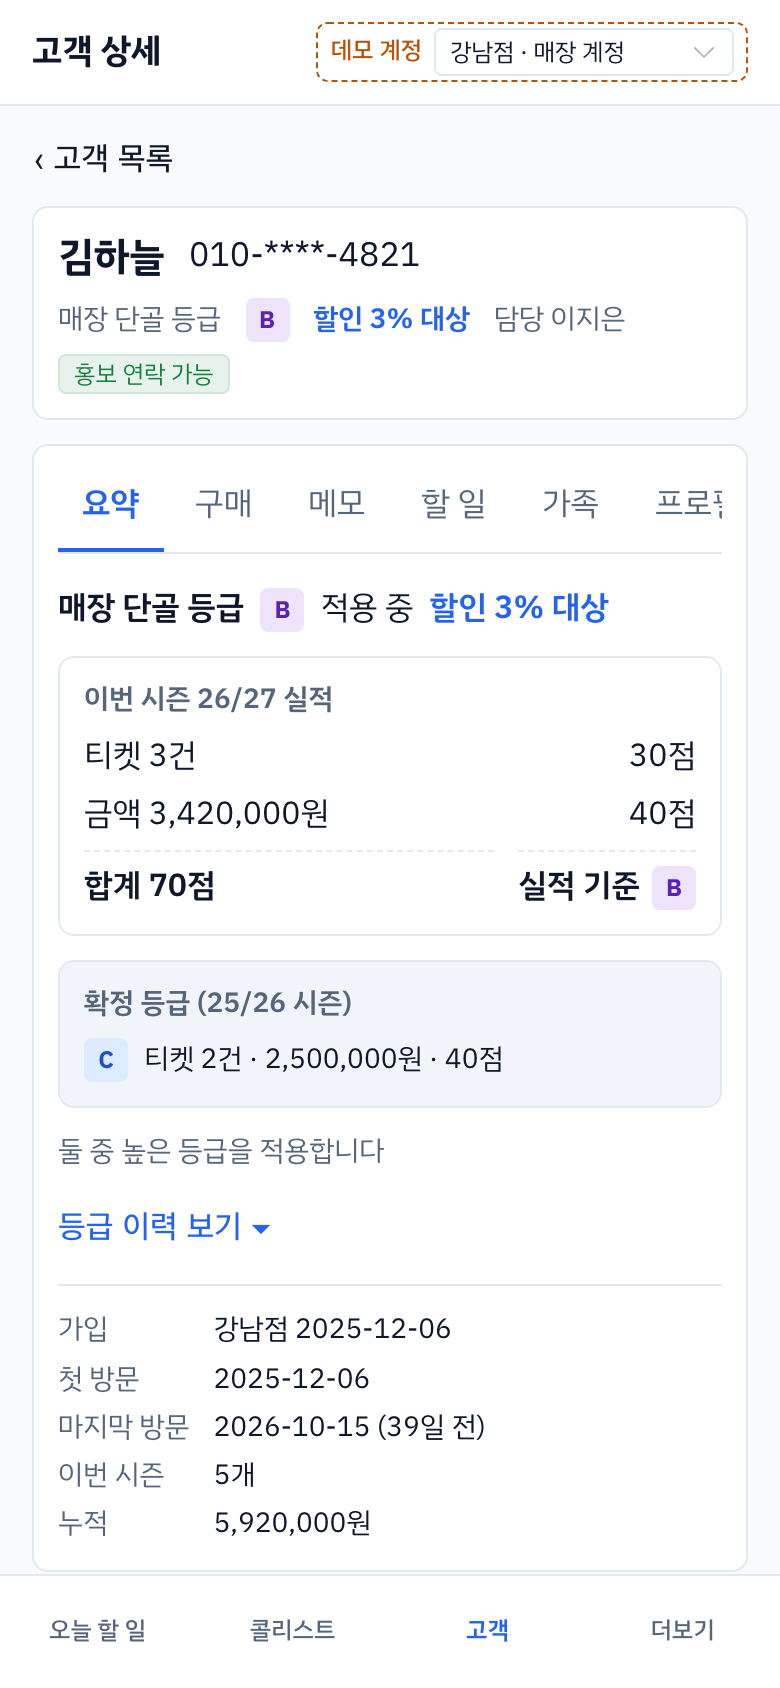 고객 상세
데모 계정 강남점 · 매장 계정
‹ 고객 목록
김하늘 010-****-4821
매장 단골 등급 B 할인 3% 대상 담당 이지은
홍보 연락 가능
요약 구매 메모 할 일 가족 프로필
매장 단골 등급 B 적용 중 할인 3% 대상
이번 시즌 26/27 실적
티켓 3건 30점
금액 3,420,000원 40점
합계 70점 실적 기준 B
확정 등급 (25/26 시즌)
C 티켓 2건 · 2,500,000원 · 40점
둘 중 높은 등급을 적용합니다
등급 이력 보기
가입 강남점 2025-12-06
첫 방문 2025-12-06
마지막 방문 2026-10-15 (39일 전)
이번 시즌 5개
누적 5,920,000원
오늘 할 일 콜리스트 고객 더보기